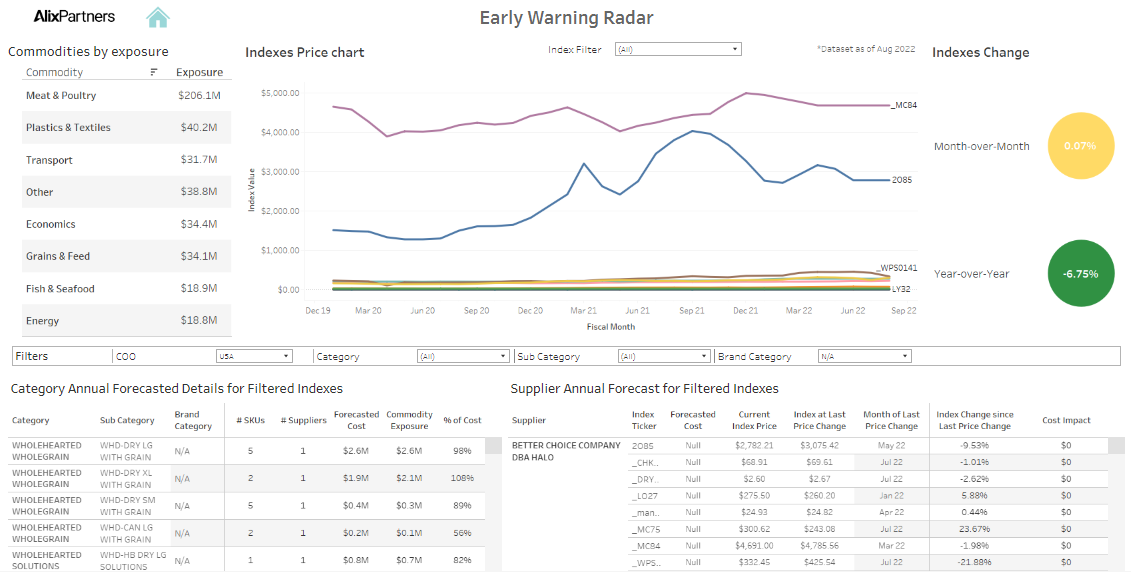 AlixPartners
Early Warning Radar
Commodities by exposure
Commodity Exposure
Meat & Poultry $206.1M
Plastics & Textiles $40.2M
Transport $31.7M
Other $38.8M
Economics $34.4M
Grains & Feed $34.1M
Fish & Seafood $18.9M
Energy $18.8M
Indexes Price chart
Index Filter (All)
*Dataset as of Aug 2022
Index Value
$5,000.00
$4,000.00
$3,000.00
$2,000.00
$1,000.00
$0.00
_MC84
2O85
_WPS0141
LY32
Dec 19 Mar 20 Jun 20 Sep 20 Dec 20 Mar 21 Jun 21 Sep 21 Dec 21 Mar 22 Jun 22 Sep 22
Fiscal Month
Indexes Change
Month-over-Month 0.07%
Year-over-Year -6.75%
Filters COO USA Category (All) Sub Category (All) Brand Category N/A
Category Annual Forecasted Details for Filtered Indexes
Category Sub Category Brand Category # SKUs # Suppliers Forecasted Cost Commodity Exposure % of Cost
WHOLEHEARTED WHD-DRY LG
WHOLEGRAIN WITH GRAIN N/A 5 1 $2.6M $2.6M 98%
WHOLEHEARTED WHD-DRY XL
WHOLEGRAIN WITH GRAIN N/A 2 1 $1.9M $2.1M 108%
WHOLEHEARTED WHD-DRY SM
WHOLEGRAIN WITH GRAIN N/A 5 1 $0.4M $0.3M 89%
WHOLEHEARTED WHD-CAN LG
WHOLEGRAIN WITH GRAIN N/A 2 1 $0.2M $0.1M 56%
WHOLEHEARTED WHD-HB DRY LG
SOLUTIONS SOLUTIONS N/A 1 1 $0.8M $0.7M 82%
Supplier Annual Forecast for Filtered Indexes
Supplier Index Ticker Forecasted Cost Current Index Price Index at Last Price Change Month of Last Price Change Index Change since Last Price Change Cost Impact
BETTER CHOICE COMPANY
DBA HALO
2O85 Null $2,782.21 $3,075.42 May 22 -9.53% $0
_CHK.. Null $68.91 $69.61 Jul 22 -1.01% $0
_DRY.. Null $2.60 $2.67 Jul 22 -2.62% $0
_LO27 Null $275.50 $260.20 Jan 22 5.88% $0
_man.. Null $24.93 $24.82 Apr 22 0.44% $0
_MC75 Null $300.62 $243.08 Jul 22 23.67% $0
_MC84 Null $4,691.00 $4,785.56 Mar 22 -1.98% $0
_WPS.. Null $332.45 $425.54 Jul 22 -21.88% $0